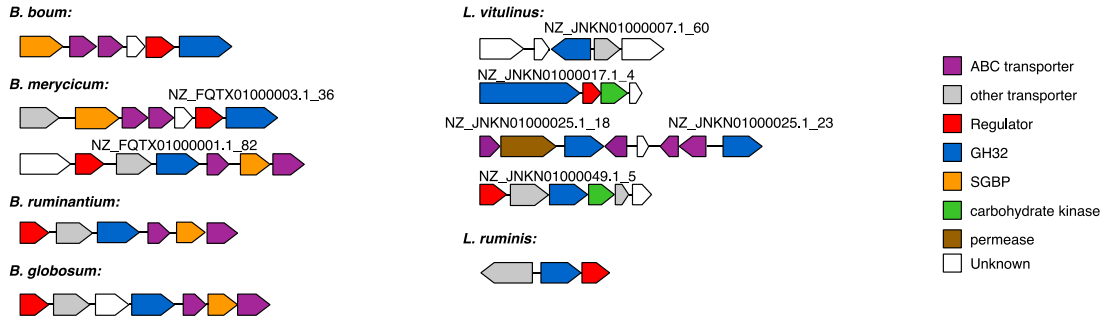 B. boum:
B. merycicum:
NZ_FQTX01000003.1_36
NZ_FQTX01000001.1_82
B. ruminantium:
B. globosum:
L. vitulinus:
NZ_JNKN01000007.1_60
NZ_JNKN01000017.1_4
NZ_JNKN01000025.1_18
NZ_JNKN01000025.1_23
NZ_JNKN01000049.1_5
L. ruminis:
ABC transporter
other transporter
Regulator
GH32
SGBP
carbohydrate kinase
permease
Unknown